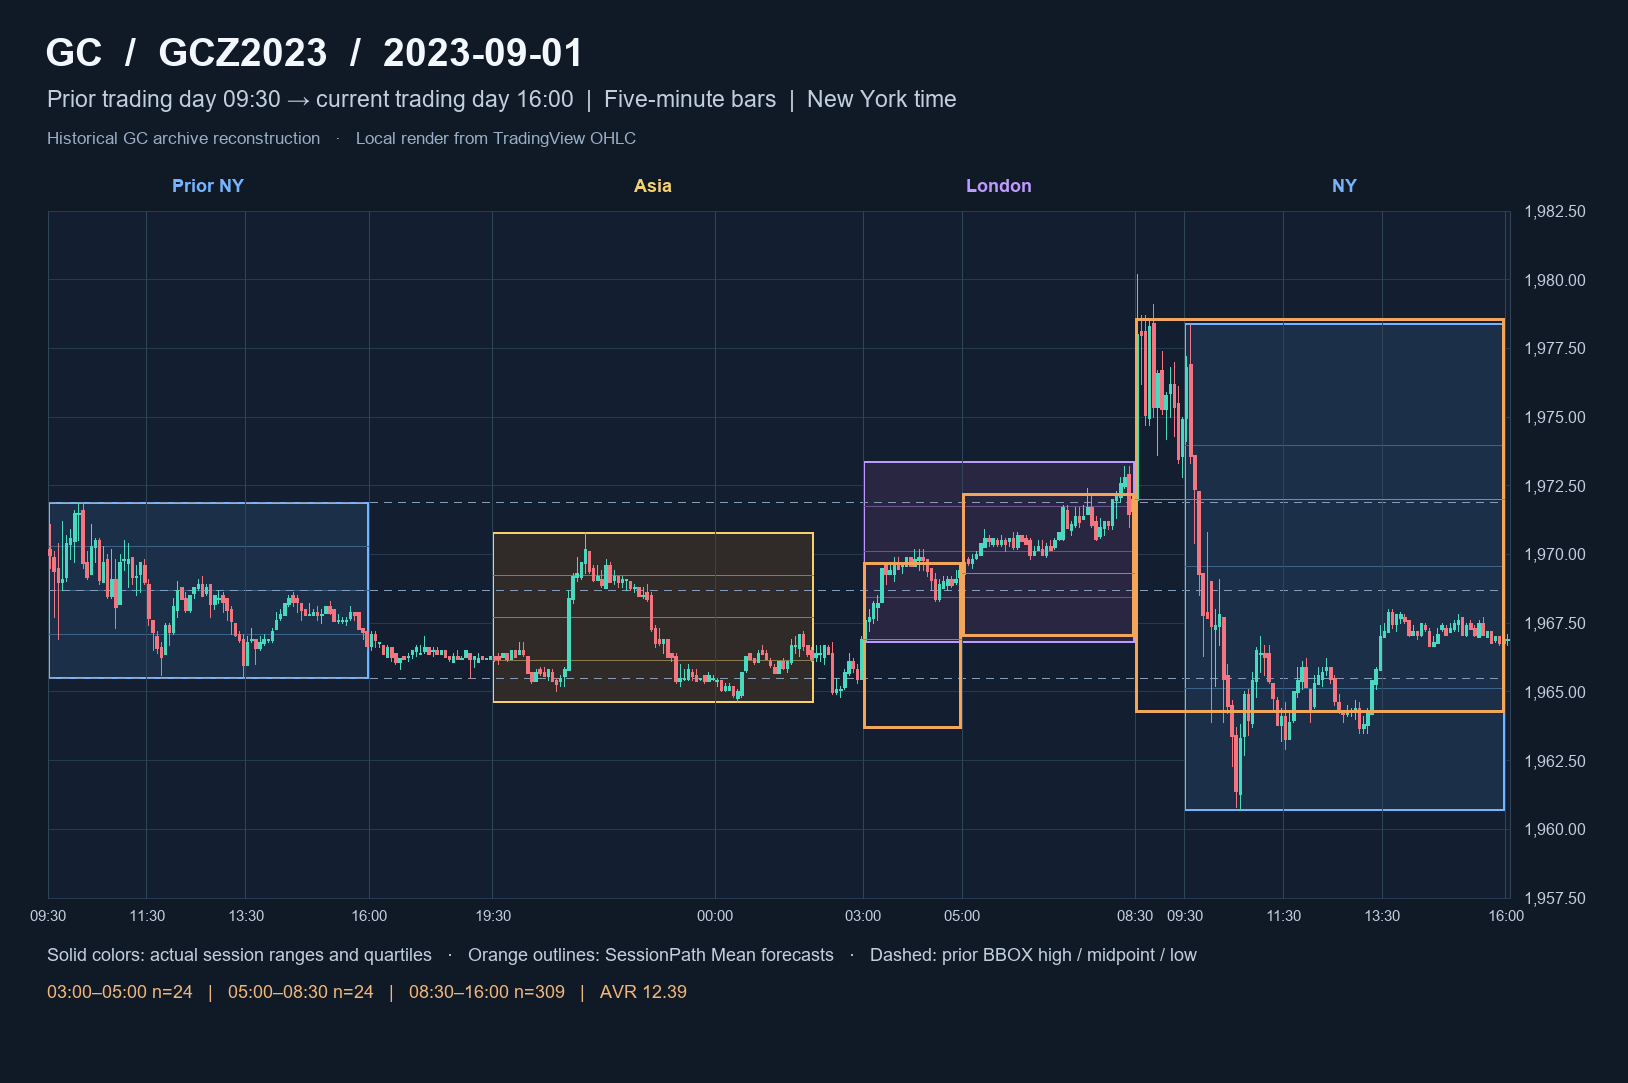 GC / GCZ2023 / 2023-09-01
Prior trading day 09:30 → current trading day 16:00 | Five-minute bars | New York time
Historical GC archive reconstruction · Local render from TradingView OHLC
Prior NY Asia London NY
1,982.50
1,980.00
1,977.50
1,975.00
1,972.50
1,970.00
1,967.50
1,965.00
1,962.50
1,960.00
1,957.50
09:30 11:30 13:30 16:00 19:30 00:00 03:00 05:00 08:30 09:30 11:30 13:30 16:00
Solid colors: actual session ranges and quartiles · Orange outlines: SessionPath Mean forecasts · Dashed: prior BBOX high / midpoint / low
03:00–05:00 n=24 | 05:00–08:30 n=24 | 08:30–16:00 n=309 | AVR 12.39